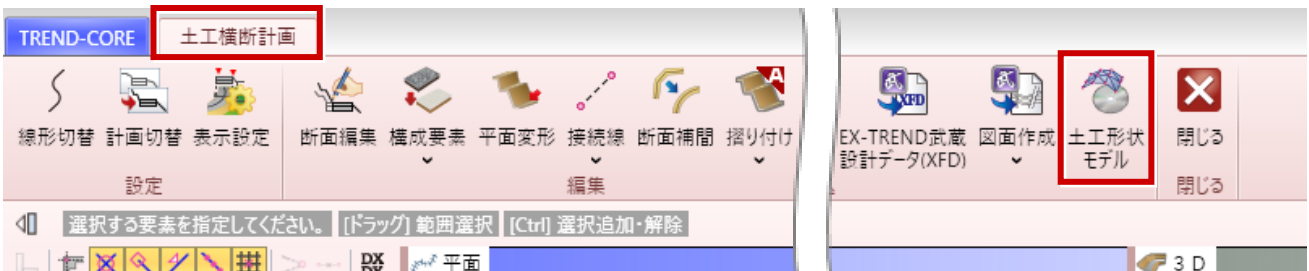 TREND-CORE 土工横断計画
線形切替 計画切替 表示設定 断面編集 構成要素 平面変形 接続線 断面補間 摺り付け EX-TREND武蔵 図面作成 土工形状 閉じる
設計データ(XFD) モデル
設定 編集 閉じる
選択する要素を指定してください。 [ドラッグ] 範囲選択 [Ctrl] 選択追加・解除
平面 3 D